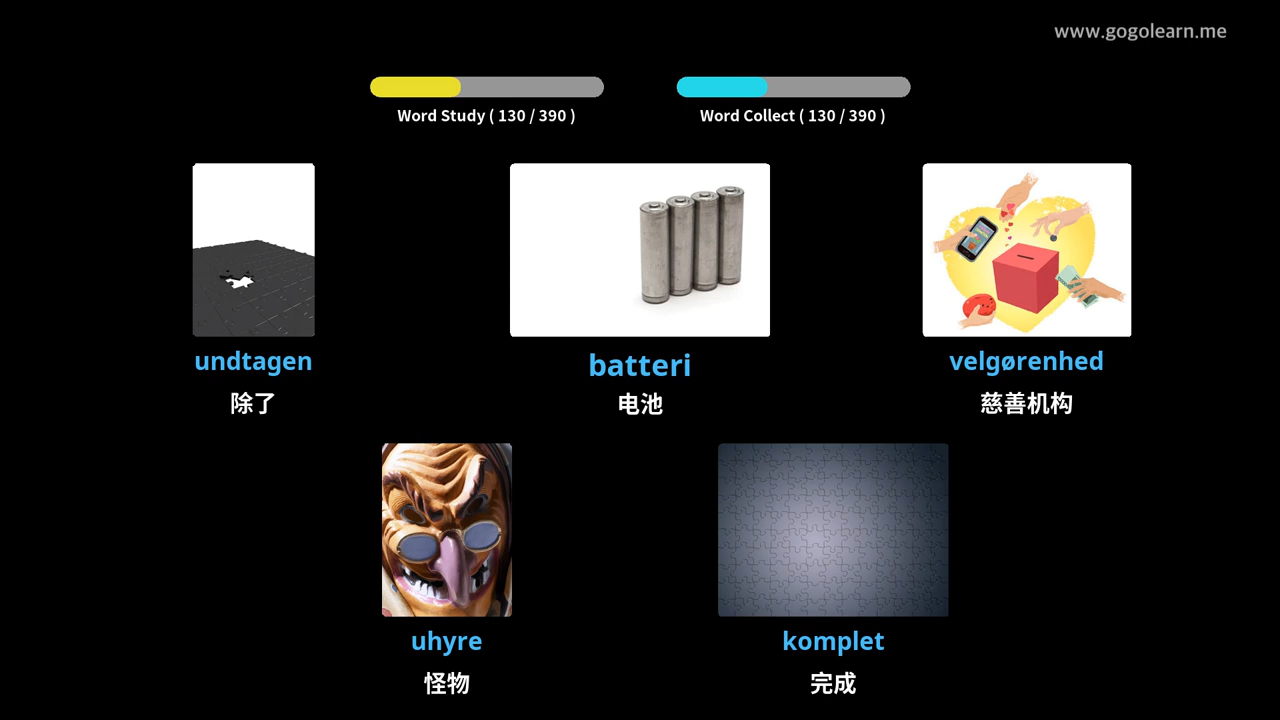 www.gogolearn.me
Word Study ( 130 / 390 )
Word Collect ( 130 / 390 )
undtagen
除了
batteri
电池
velgørenhed
慈善机构
uhyre
怪物
komplet
完成